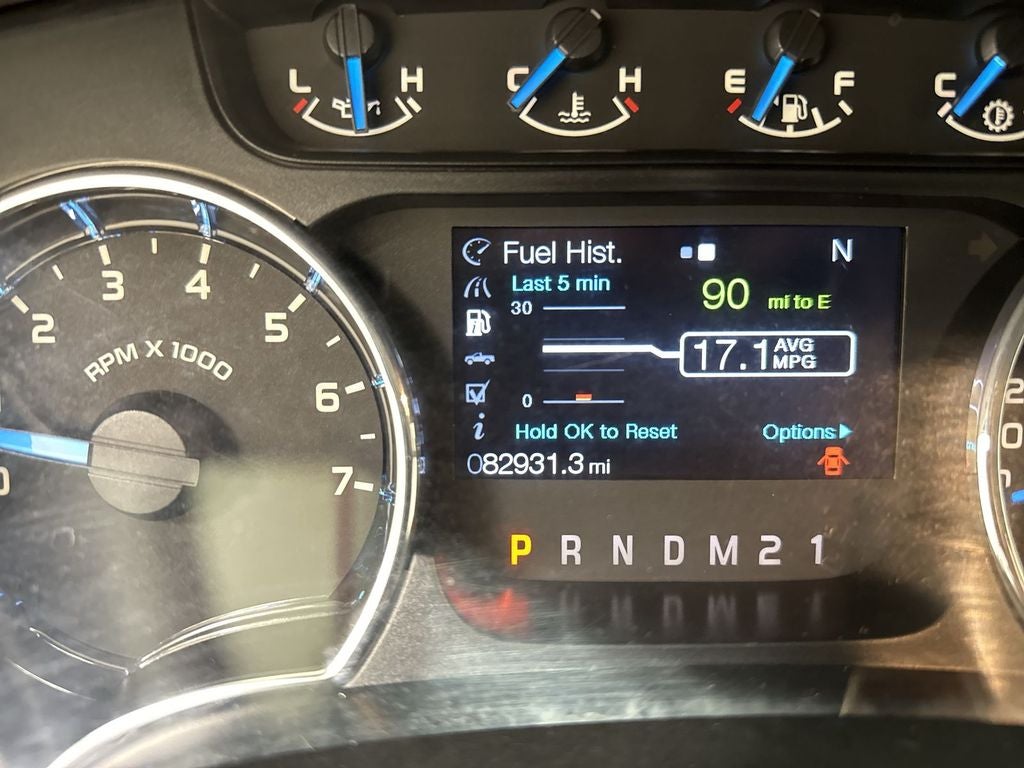 L H
C H
E F
C
Fuel Hist. N
Last 5 min
30
90 mi to E
17.1 AVG MPG
0
Hold OK to Reset Options
082931.3 mi
2 3 4 5 6 7
RPM X 1000
P R N D M 2 1